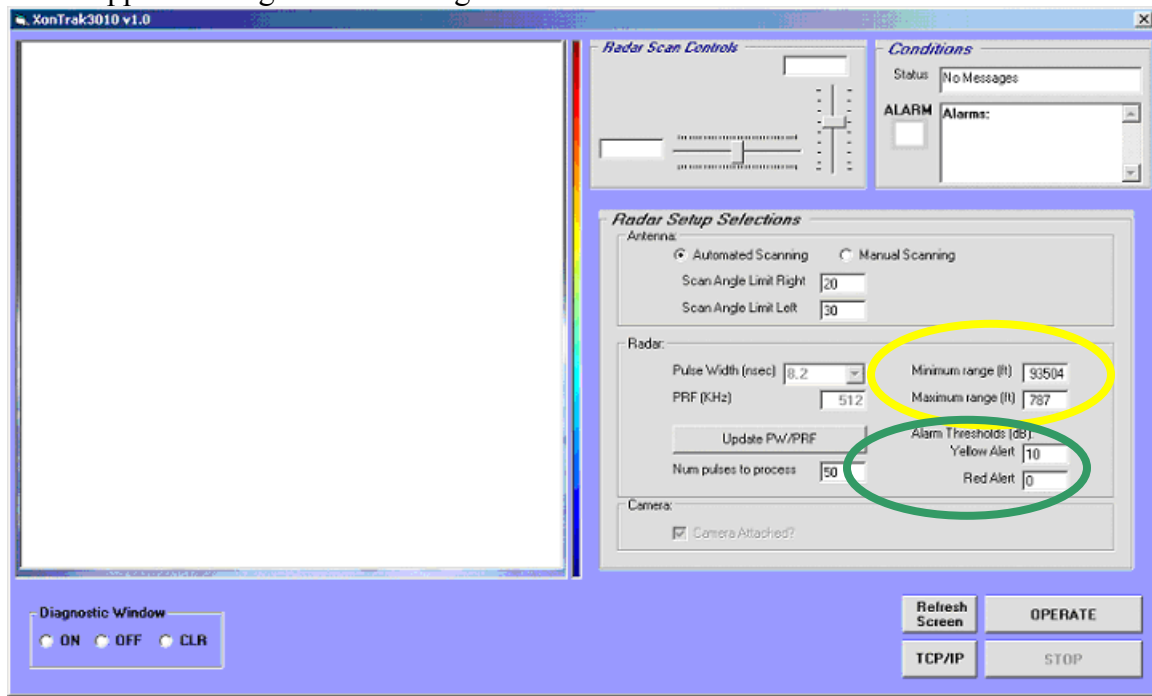 XonTrak3010 v1.0
Radar Scan Controls
Conditions
Status No Messages
ALARM Alarms:
Radar Setup Selections
Antenna:
Automated Scanning Manual Scanning
Scan Angle Limit Right 20
Scan Angle Limit Left 30
Radar:
Pulse Width (nsec) 8.2
Minimum range (ft) 93504
PRF (KHz) 512
Maximum range (ft) 787
Update PW/PRF
Alarm Thresholds (dB):
Yellow Alert 10
Num pulses to process 50
Red Alert 0
Camera:
Camera Attached?
Diagnostic Window
ON OFF CLR
Refresh Screen
OPERATE
TCP/IP
STOP